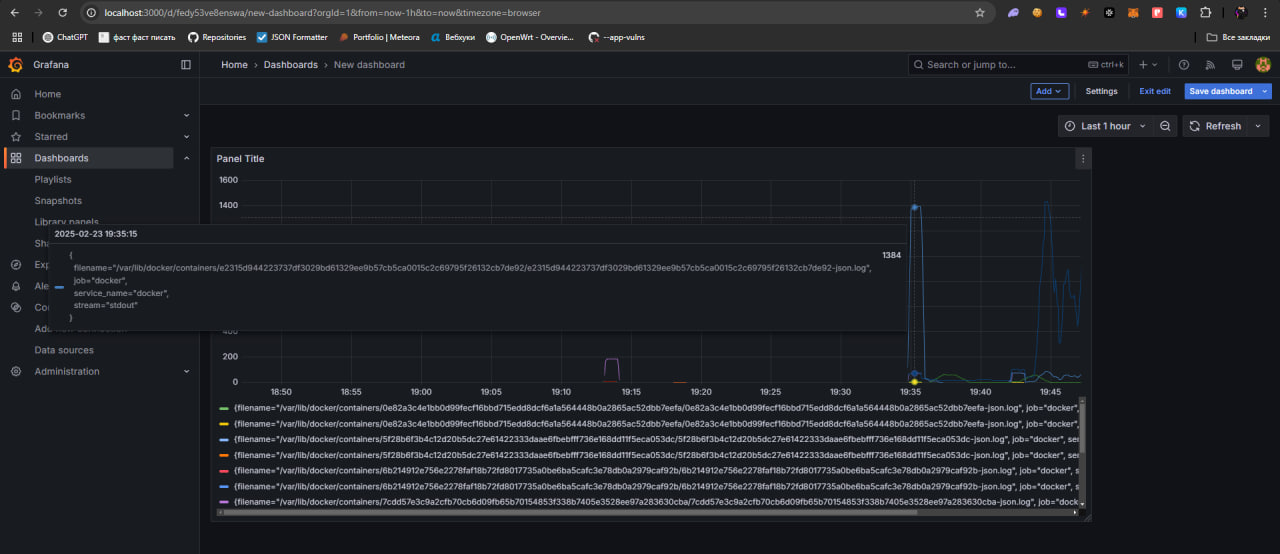 localhost:3000/d/fedy53ve8enswa/new-dashboard?orgId=1&from=now-1h&to=now&timezone=browser
ChatGPT
фаст фаст писать
Repositories
JSON Formatter
Portfolio | Meteora
Вебхуки
OpenWrt - Overvie...
--app-vulns
Все закладки
Grafana
Home › Dashboards › New dashboard
Search or jump to...
ctrl+k
Add
Settings
Exit edit
Save dashboard
Home
Bookmarks
Starred
Dashboards
Playlists
Snapshots
Library panels
Sha
Exp
Ale
Co
Data sources
Administration
Last 1 hour
Refresh
Panel Title
1600
1400
2025-02-23 19:35:15
{
filename="/var/lib/docker/containers/e2315d944223737df3029bd61329ee9b57cb5ca0015c2c69795f26132cb7de92/e2315d944223737df3029bd61329ee9b57cb5ca0015c2c69795f26132cb7de92-json.log",
job="docker",
service_name="docker",
stream="stdout"
}
1384
400
200
0
18:50 18:55 19:00 19:05 19:10 19:15 19:20 19:25 19:30 19:35 19:40 19:45
{filename="/var/lib/docker/containers/0e82a3c4e1bb0d99fecf16bbd715edd8dcf6a1a564448b0a2865ac52dbb7eefa/0e82a3c4e1bb0d99fecf16bbd715edd8dcf6a1a564448b0a2865ac52dbb7eefa-json.log", job="docker",
{filename="/var/lib/docker/containers/0e82a3c4e1bb0d99fecf16bbd715edd8dcf6a1a564448b0a2865ac52dbb7eefa/0e82a3c4e1bb0d99fecf16bbd715edd8dcf6a1a564448b0a2865ac52dbb7eefa-json.log", job="docker",
{filename="/var/lib/docker/containers/5f28b6f3b4c12d20b5dc27e61422333daae6fbebfff736e168dd11f5eca053dc/5f28b6f3b4c12d20b5dc27e61422333daae6fbebfff736e168dd11f5eca053dc-json.log", job="docker", ser
{filename="/var/lib/docker/containers/5f28b6f3b4c12d20b5dc27e61422333daae6fbebfff736e168dd11f5eca053dc/5f28b6f3b4c12d20b5dc27e61422333daae6fbebfff736e168dd11f5eca053dc-json.log", job="docker", ser
{filename="/var/lib/docker/containers/6b214912e756e2278faf18b72fd8017735a0be6ba5cafc3e78db0a2979caf92b/6b214912e756e2278faf18b72fd8017735a0be6ba5cafc3e78db0a2979caf92b-json.log", job="docker", s
{filename="/var/lib/docker/containers/6b214912e756e2278faf18b72fd8017735a0be6ba5cafc3e78db0a2979caf92b/6b214912e756e2278faf18b72fd8017735a0be6ba5cafc3e78db0a2979caf92b-json.log", job="docker", s
{filename="/var/lib/docker/containers/7cdd57e3c9a2cfb70cb6d09fb65b70154853f338b7405e3528ee97a283630cba/7cdd57e3c9a2cfb70cb6d09fb65b70154853f338b7405e3528ee97a283630cba-json.log", job="docker"